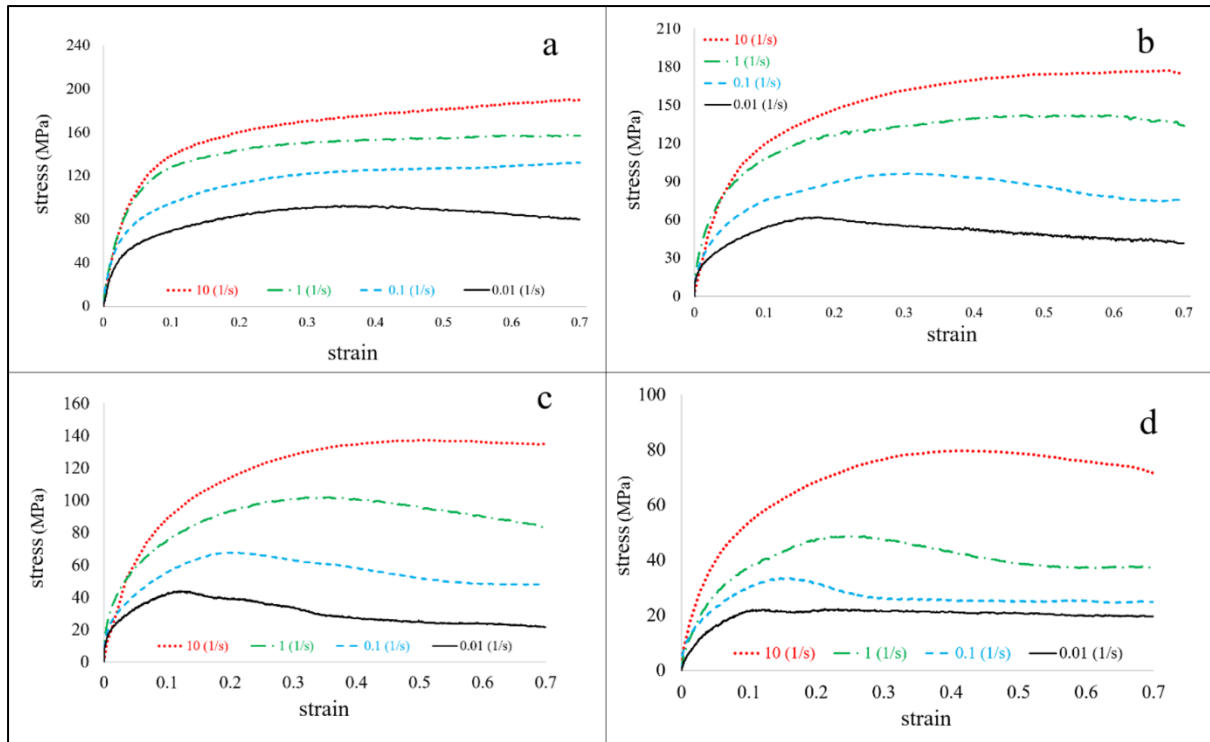 a
240
200
160
120
80
40
0
stress (MPa)
10 (1/s) 1 (1/s) 0.1 (1/s) 0.01 (1/s)
0 0.1 0.2 0.3 0.4 0.5 0.6 0.7
strain
b
210
180
150
120
90
60
30
0
stress (MPa)
10 (1/s)
1 (1/s)
0.1 (1/s)
0.01 (1/s)
0 0.1 0.2 0.3 0.4 0.5 0.6 0.7
strain
c
160
140
120
100
80
60
40
20
0
stress (MPa)
10 (1/s) 1 (1/s) 0.1 (1/s) 0.01 (1/s)
0 0.1 0.2 0.3 0.4 0.5 0.6 0.7
strain
d
100
80
60
40
20
0
stress (MPa)
10 (1/s) 1 (1/s) 0.1 (1/s) 0.01 (1/s)
0 0.1 0.2 0.3 0.4 0.5 0.6 0.7
strain